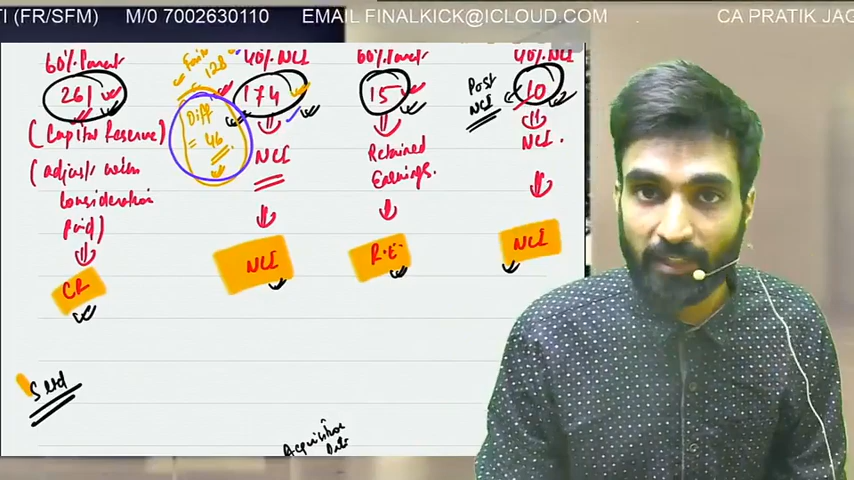 TI (FR/SFM) M/0 7002630110 EMAIL FINALKICK@ICLOUD.COM CA PRATIK JAG
60% Parent
261
(Capital Reserve)
(adjust with
consideration
paid)
CR
128
Diff
= 46
40% NCI
174
NCI
NCI
60% Parent
15
Retained
Earnings.
R.E.
Post
NCI
40% NCI
10
NCI.
NCI
Acquisition
Date